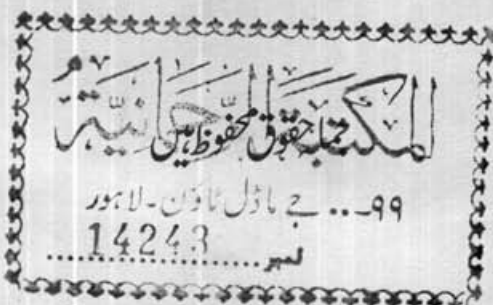 المكتبة الرحمانية
جملہ حقوق محفوظ ہیں
۹۹-.. جے ماڈل ٹاؤن - لاہور
نمبر 14243